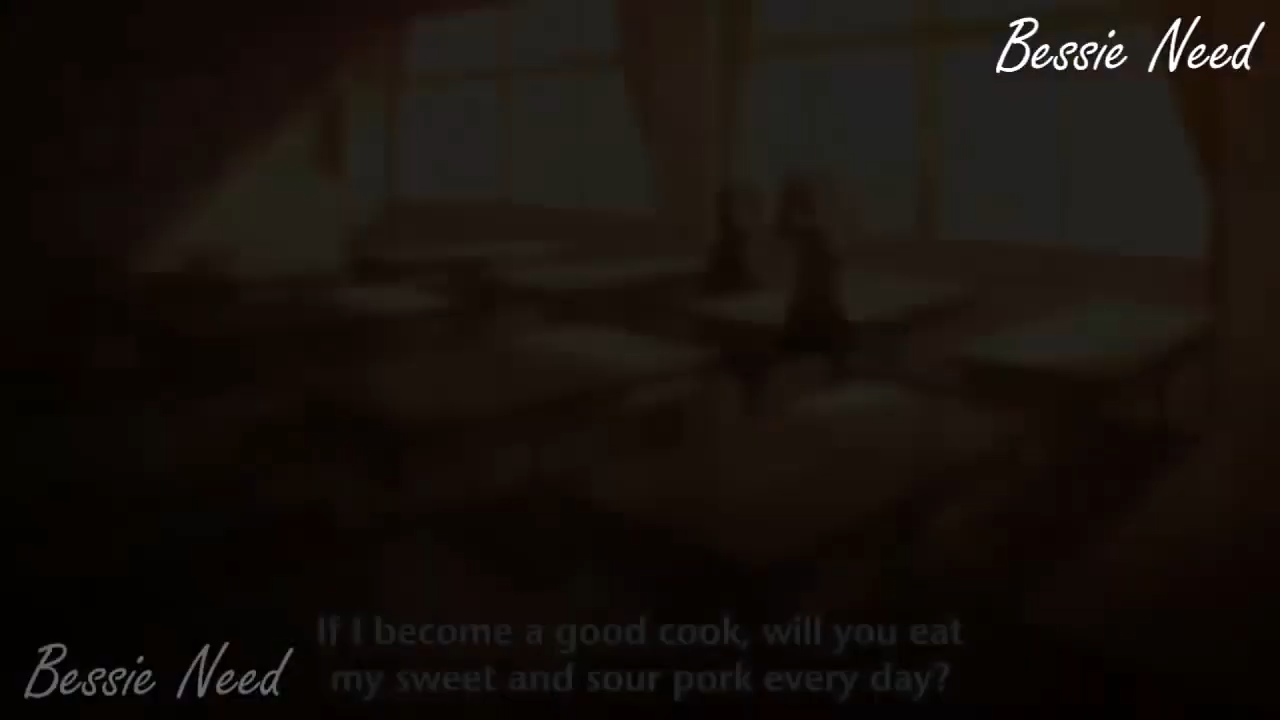 Bessie Need
If I become a good cook, will you eat
my sweet and sour pork every day?
Bessie Need